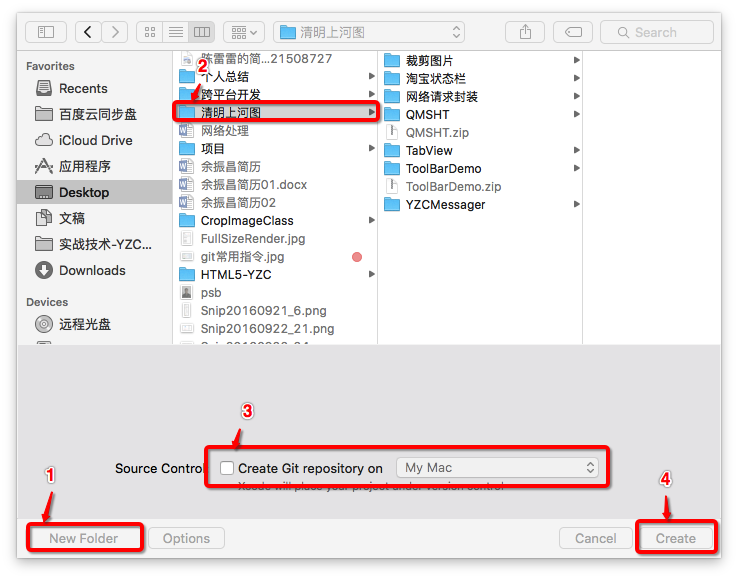 清明上河图
Search
Favorites
Recents
百度云同步盘
iCloud Drive
应用程序
Desktop
文稿
实战技术-YZC...
Downloads
Devices
远程光盘
陈雷雷的简...21508727
个人总结
2
跨平台开发
清明上河图
网络处理
项目
余振昌简历
余振昌简历01.docx
余振昌简历02
CropImageClass
FullSizeRender.jpg
git常用指令.jpg
HTML5-YZC
psb
Snip20160921_6.png
Snip20160922_21.png
裁剪图片
淘宝状态栏
网络请求封装
QMSHT
QMSHT.zip
TabView
ToolBarDemo
ToolBarDemo.zip
YZCMessager
3
Source Control
Create Git repository on
My Mac
Xcode will place your project under version control
1
4
New Folder
Options
Cancel
Create